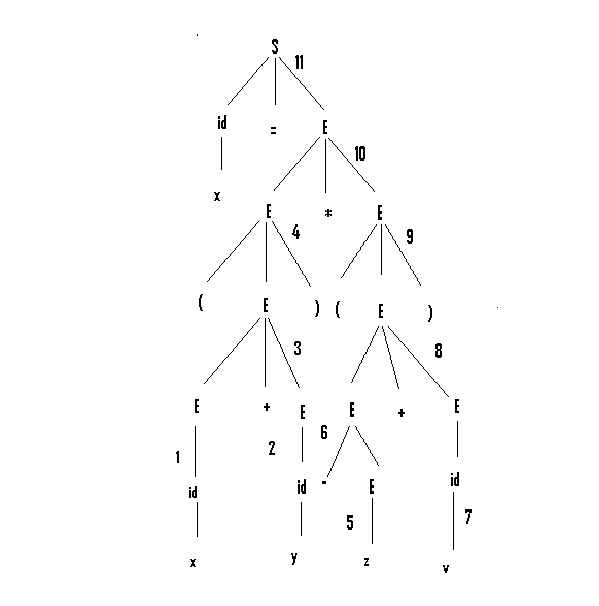 S
11
id = E
10
x
E * E
4 9
( E ) ( E )
3 8
E + E E + E
6
1 2
id id - E id
5 7
x y z v